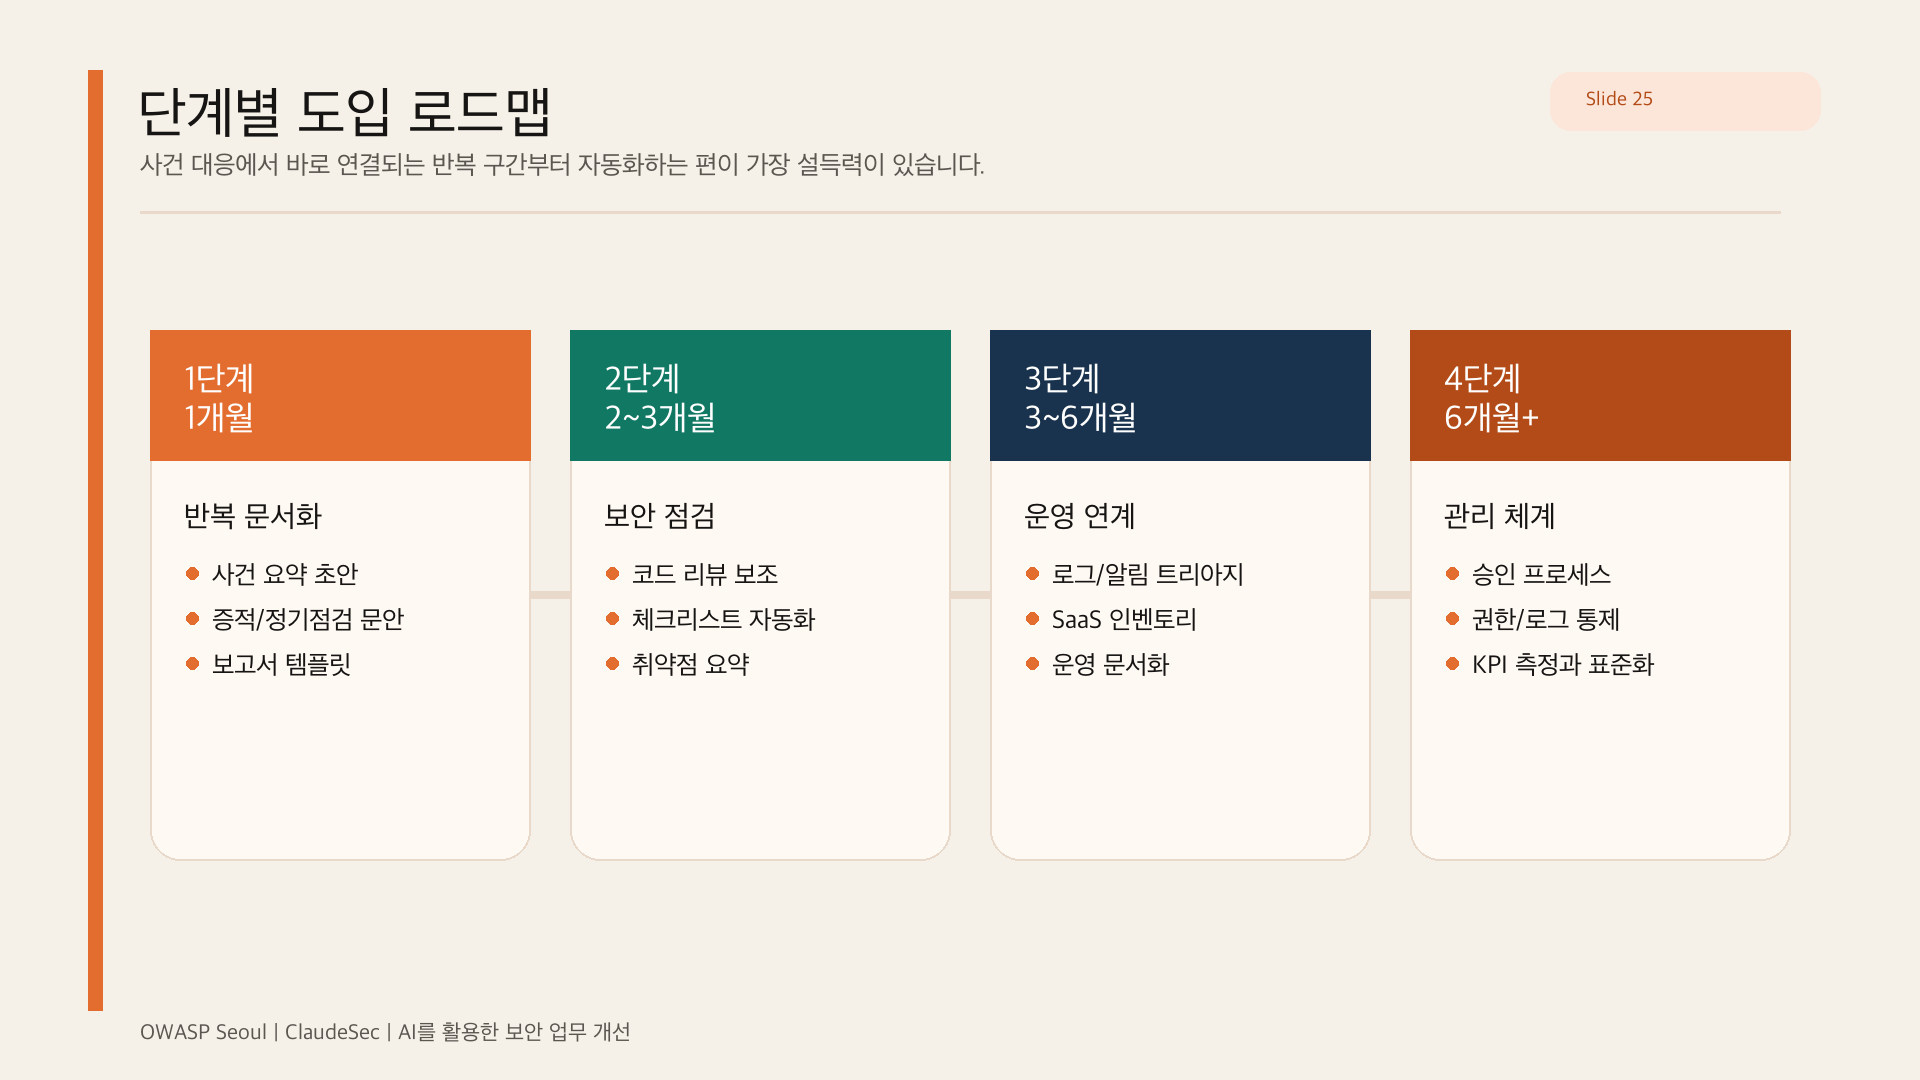 단계별 도입 로드맵
Slide 25
사건 대응에서 바로 연결되는 반복 구간부터 자동화하는 편이 가장 설득력이 있습니다.
1단계
1개월
반복 문서화
사건 요약 초안
증적/정기점검 문안
보고서 템플릿
2단계
2~3개월
보안 점검
코드 리뷰 보조
체크리스트 자동화
취약점 요약
3단계
3~6개월
운영 연계
로그/알림 트리아지
SaaS 인벤토리
운영 문서화
4단계
6개월+
관리 체계
승인 프로세스
권한/로그 통제
KPI 측정과 표준화
OWASP Seoul | ClaudeSec | AI를 활용한 보안 업무 개선